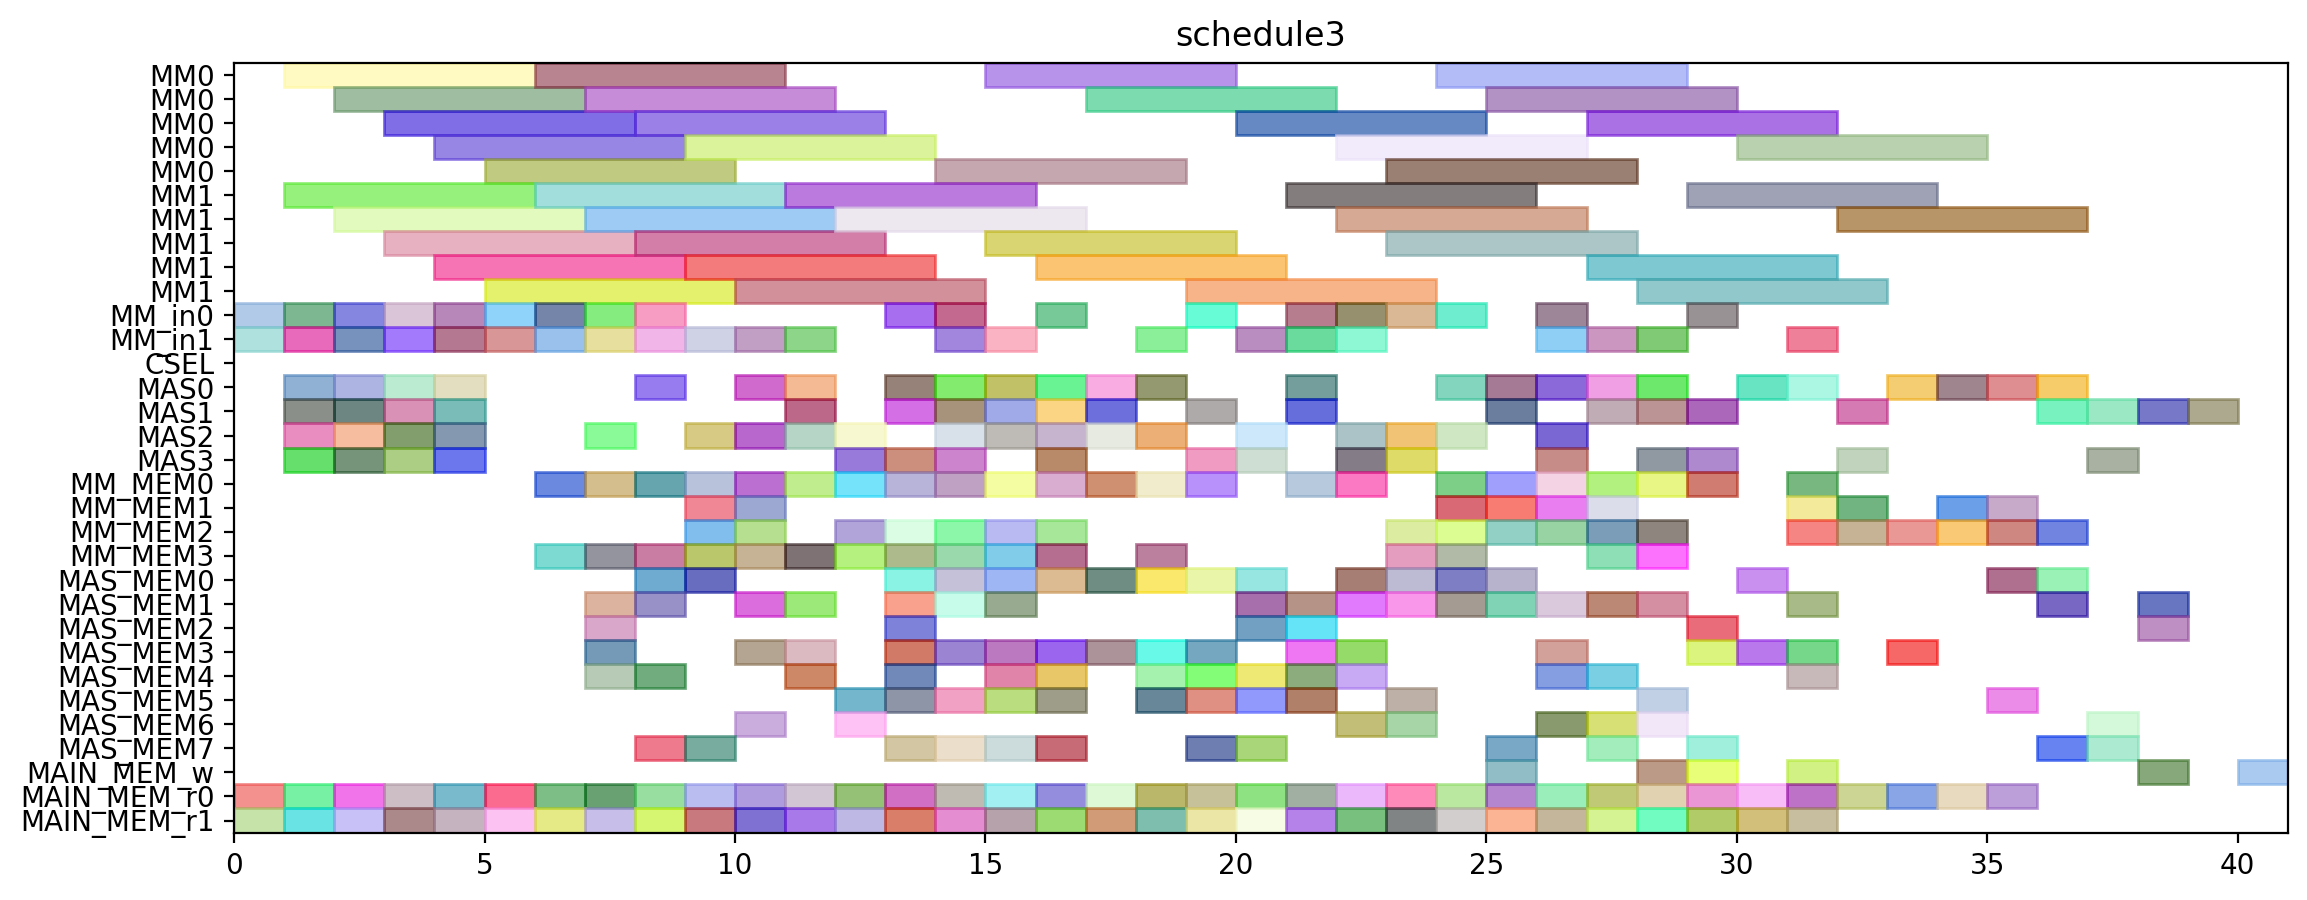 schedule3
MM0
MM0
MM0
MM0
MM0
MM1
MM1
MM1
MM1
MM1
MM_in0
MM_in1
CSEL
MAS0
MAS1
MAS2
MAS3
MM_MEM0
MM_MEM1
MM_MEM2
MM_MEM3
MAS_MEM0
MAS_MEM1
MAS_MEM2
MAS_MEM3
MAS_MEM4
MAS_MEM5
MAS_MEM6
MAS_MEM7
MAIN_MEM_w
MAIN_MEM_r0
MAIN_MEM_r1
0 5 10 15 20 25 30 35 40